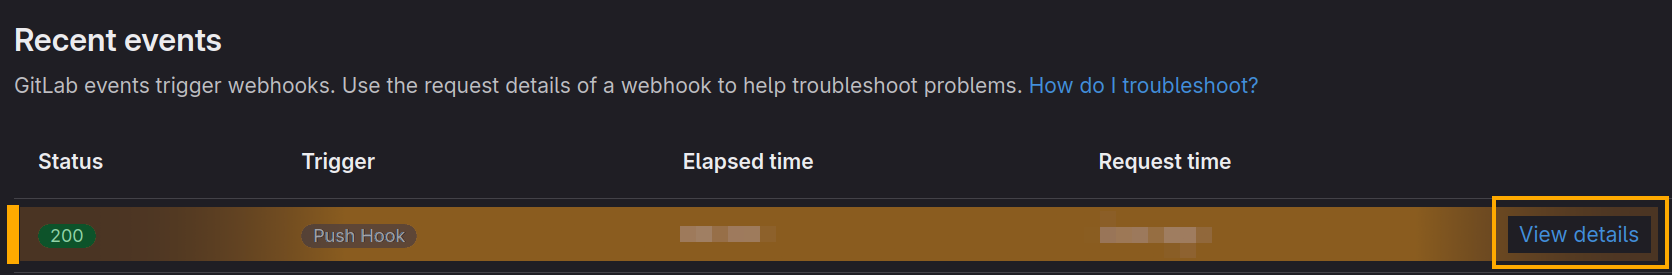 Recent events
GitLab events trigger webhooks. Use the request details of a webhook to help troubleshoot problems. How do I troubleshoot?
Status Trigger Elapsed time Request time
200 Push Hook View details